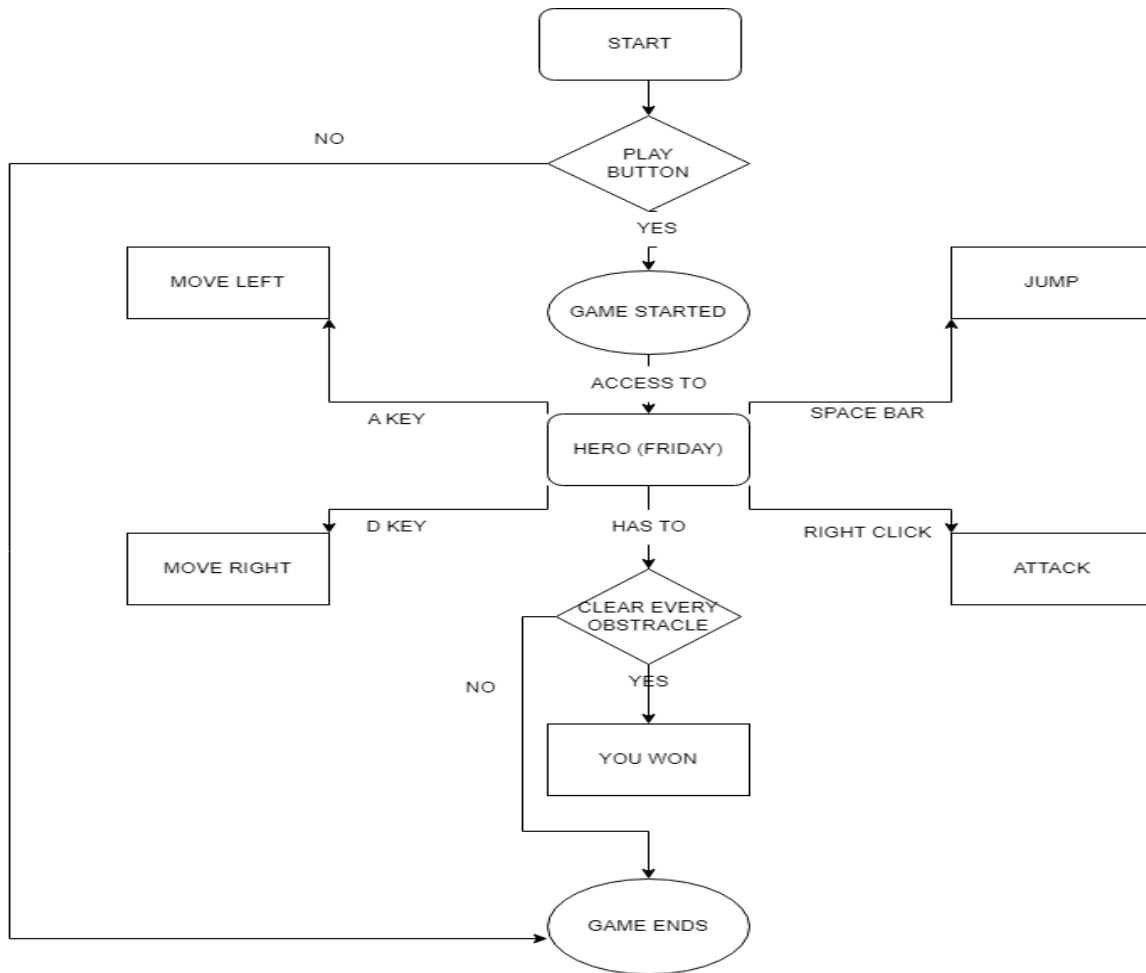 START
NO
PLAY
BUTTON
YES
MOVE LEFT
JUMP
GAME STARTED
ACCESS TO
A KEY
SPACE BAR
HERO (FRIDAY)
D KEY
HAS TO
RIGHT CLICK
MOVE RIGHT
ATTACK
CLEAR EVERY
OBSTRACLE
NO
YES
YOU WON
GAME ENDS